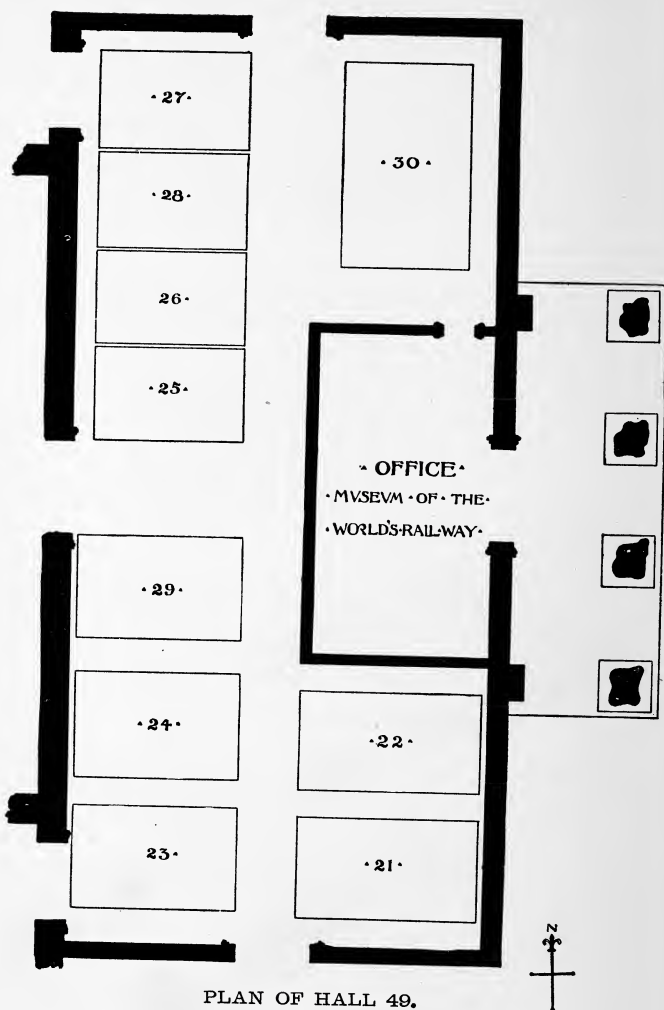 · 27 ·
· 30 ·
· 28 ·
· 26 ·
· 25 ·
· OFFICE ·
· MVSEVM · OF · THE ·
· WORLD'S · RAIL·WAY ·
· 29 ·
· 24 ·
· 22 ·
· 23 ·
· 21 ·
N
PLAN OF HALL 49.